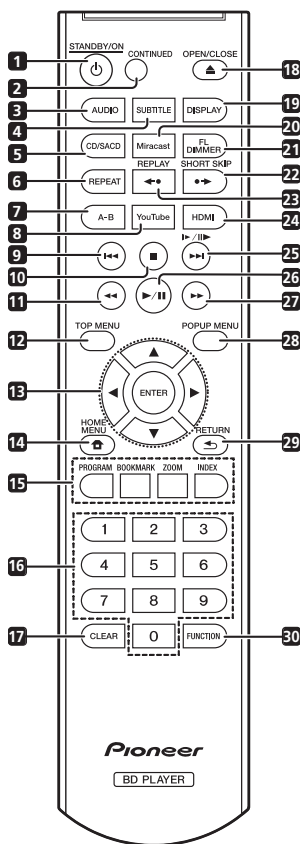 STANDBY/ON
CONTINUED
OPEN/CLOSE
1
2
18
3
AUDIO
SUBTITLE
DISPLAY
19
4
20
5
CD/SACD
Miracast
FL DIMMER
21
REPLAY
SHORT SKIP
22
6
REPEAT
23
7
A-B
YouTube
HDMI
24
8
9
25
10
26
11
27
12
TOP MENU
POPUP MENU
28
13
ENTER
HOME MENU
RETURN
14
29
15
PROGRAM
BOOKMARK
ZOOM
INDEX
1
2
3
16
4
5
6
7
8
9
17
CLEAR
0
FUNCTION
30
Pioneer
BD PLAYER